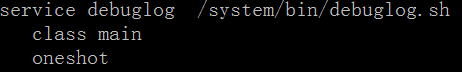 service debuglog  /system/bin/debuglog.sh
class main
oneshot